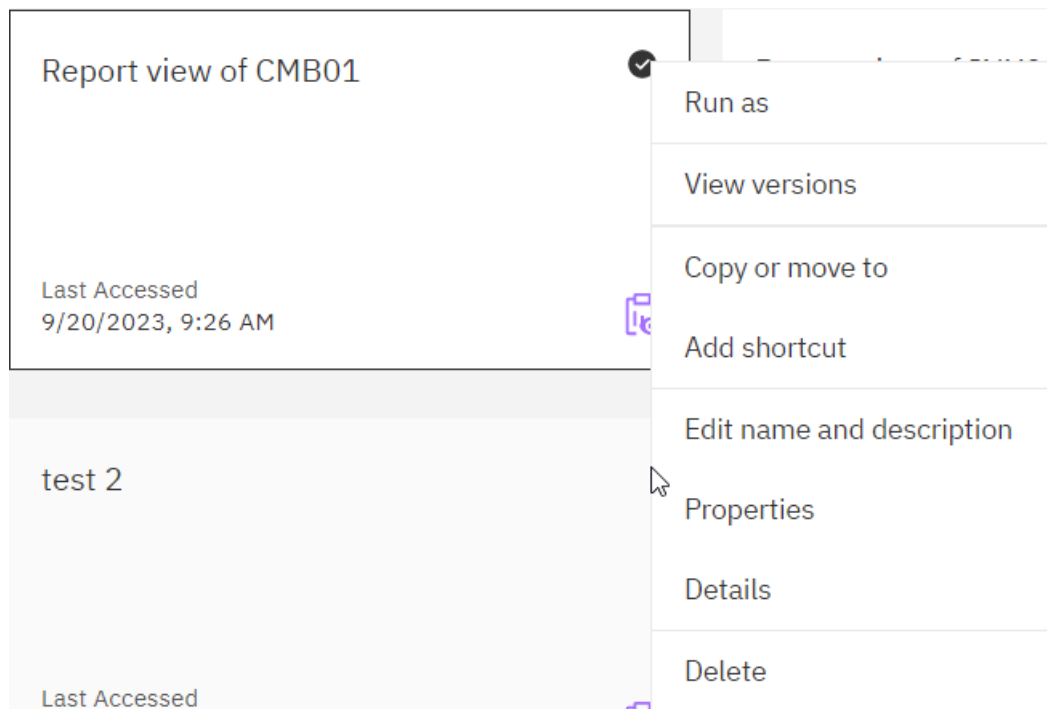 Report view of CMB01
Last Accessed
9/20/2023, 9:26 AM
test 2
Last Accessed
Run as
View versions
Copy or move to
Add shortcut
Edit name and description
Properties
Details
Delete